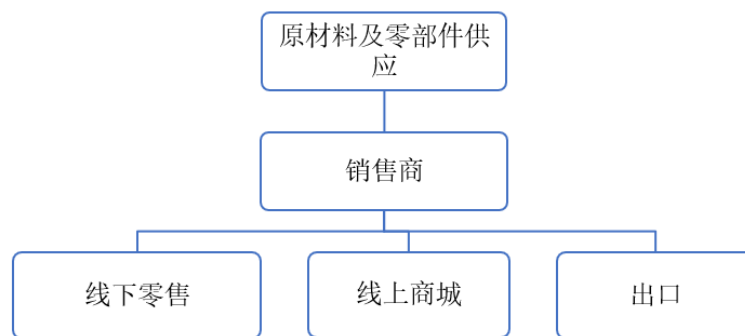 原材料及零部件供
应
销售商
线下零售
线上商城
出口